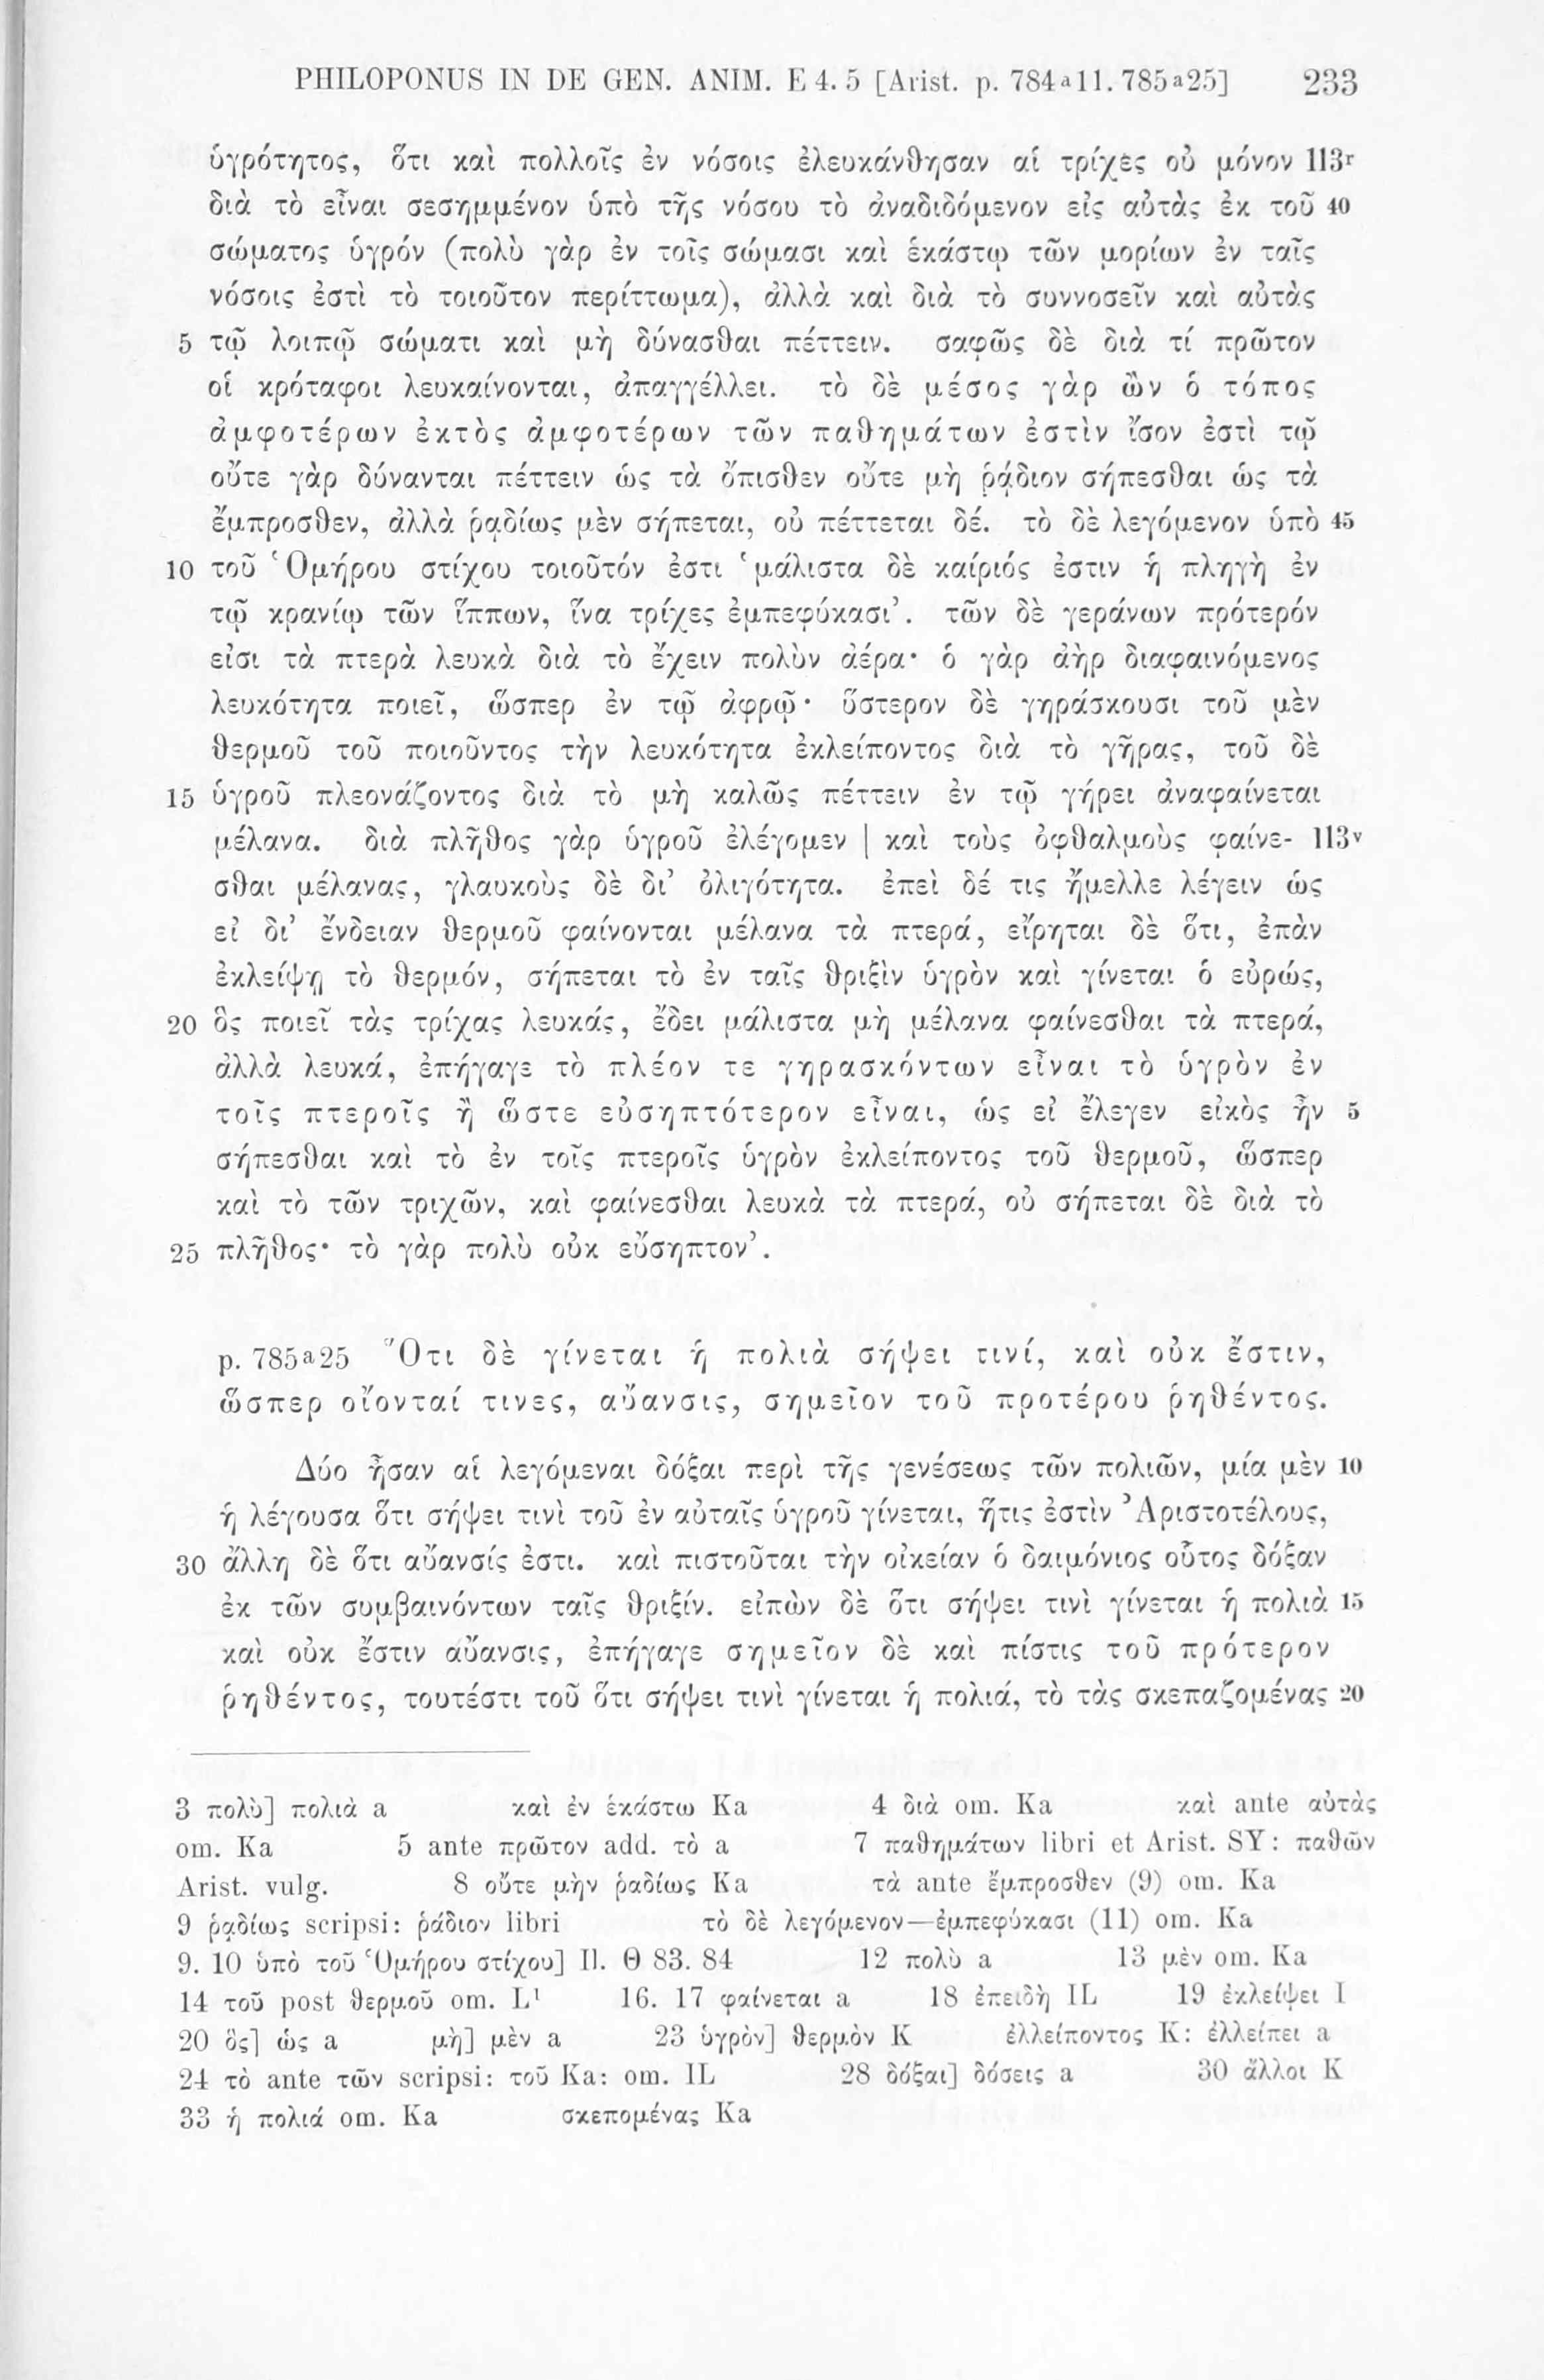 PHILOPONUS IN DE GEN. ANIM. E 4. 5 [Arist. p. 784ª11. 785ª25] 233
ὑγρότητος, ὅτι καὶ πολλοῖς ἐν νόσοις ἐλευκάνθησαν αἱ τρίχες οὐ μόνον 113ʳ
διὰ τὸ εἶναι σεσημμένον ὑπὸ τῆς νόσου τὸ ἀναδιδόμενον εἰς αὐτὰς ἐκ τοῦ 40
σώματος ὑγρόν (πολὺ γὰρ ἐν τοῖς σώμασι καὶ ἑκάστῳ τῶν μορίων ἐν ταῖς
νόσοις ἐστὶ τὸ τοιοῦτον περίττωμα), ἀλλὰ καὶ διὰ τὸ συννοσεῖν καὶ αὐτὰς
5 τῷ λοιπῷ σώματι καὶ μὴ δύνασθαι πέττειν. σαφῶς δὲ διὰ τί πρῶτον
οἱ κρόταφοι λευκαίνονται, ἀπαγγέλλει. τὸ δὲ μέσος γὰρ ὢν ὁ τόπος
ἀμφοτέρων ἐκτὸς ἀμφοτέρων τῶν παθημάτων ἐστὶν ἴσον ἐστὶ τῷ
οὔτε γὰρ δύνανται πέττειν ὡς τὰ ὄπισθεν οὔτε μὴ ῥᾴδιον σήπεσθαι ὡς τὰ
ἔμπροσθεν, ἀλλὰ ῥᾳδίως μὲν σήπεται, οὐ πέττεται δέ. τὸ δὲ λεγόμενον ὑπὸ 45
10 τοῦ Ὁμήρου στίχου τοιοῦτόν ἐστι ‘μάλιστα δὲ καίριός ἐστιν ἡ πληγὴ ἐν
τῷ κρανίῳ τῶν ἵππων, ἵνα τρίχες ἐμπεφύκασι’. τῶν δὲ γεράνων πρότερόν
εἰσι τὰ πτερὰ λευκὰ διὰ τὸ ἔχειν πολὺν ἀέρα· ὁ γὰρ ἀὴρ διαφαινόμενος
λευκότητα ποιεῖ, ὥσπερ ἐν τῷ ἀφρῷ· ὕστερον δὲ γηράσκουσι τοῦ μὲν
θερμοῦ τοῦ ποιοῦντος τὴν λευκότητα ἐκλείποντος διὰ τὸ γῆρας, τοῦ δὲ
15 ὑγροῦ πλεονάζοντος διὰ τὸ μὴ καλῶς πέττειν ἐν τῷ γήρει ἀναφαίνεται
μέλανα. διὰ πλῆθος γὰρ ὑγροῦ ἐλέγομεν | καὶ τοὺς ὀφθαλμοὺς φαίνε- 113ᵛ
σθαι μέλανας, γλαυκοὺς δὲ δι’ ὀλιγότητα. ἐπεὶ δέ τις ἤμελλε λέγειν ὡς
εἰ δι’ ἔνδειαν θερμοῦ φαίνονται μέλανα τὰ πτερά, εἴρηται δὲ ὅτι, ἐπὰν
ἐκλείψῃ τὸ θερμόν, σήπεται τὸ ἐν ταῖς θριξὶν ὑγρὸν καὶ γίνεται ὁ εὐρώς,
20 ὃς ποιεῖ τὰς τρίχας λευκάς, ἔδει μάλιστα μὴ μέλανα φαίνεσθαι τὰ πτερά,
ἀλλὰ λευκά, ἐπήγαγε τὸ πλέον τε γηρασκόντων εἶναι τὸ ὑγρὸν ἐν
τοῖς πτεροῖς ἢ ὥστε εὐσηπτότερον εἶναι, ὡς εἰ ἔλεγεν εἰκὸς ἦν 5
σήπεσθαι καὶ τὸ ἐν τοῖς πτεροῖς ὑγρὸν ἐκλείποντος τοῦ θερμοῦ, ὥσπερ
καὶ τὸ τῶν τριχῶν, καὶ φαίνεσθαι λευκὰ τὰ πτερά, οὐ σήπεται δὲ διὰ τὸ
25 πλῆθος· τὸ γὰρ πολὺ οὐκ εὔσηπτον’.
p. 785ª25 Ὅτι δὲ γίνεται ἡ πολιὰ σήψει τινί, καὶ οὐκ ἔστιν,
ὥσπερ οἴονταί τινες, αὔανσις, σημεῖον τοῦ προτέρου ῥηθέντος.
Δύο ἦσαν αἱ λεγόμεναι δόξαι περὶ τῆς γενέσεως τῶν πολιῶν, μία μὲν 10
ἡ λέγουσα ὅτι σήψει τινὶ τοῦ ἐν αὐταῖς ὑγροῦ γίνεται, ἥτις ἐστὶν Ἀριστοτέλους,
30 ἄλλη δὲ ὅτι αὔανσίς ἐστι. καὶ πιστοῦται τὴν οἰκείαν ὁ δαιμόνιος οὗτος δόξαν
ἐκ τῶν συμβαινόντων ταῖς θριξίν. εἰπὼν δὲ ὅτι σήψει τινὶ γίνεται ἡ πολιὰ 15
καὶ οὐκ ἔστιν αὔανσις, ἐπήγαγε σημεῖον δὲ καὶ πίστις τοῦ πρότερον
ῥηθέντος, τουτέστι τοῦ ὅτι σήψει τινὶ γίνεται ἡ πολιά, τὸ τὰς σκεπαζομένας 20
3 πολὺ] πολιὰ a καὶ ἐν ἑκάστω Ka 4 διὰ om. Ka καὶ ante αὐτὰς
om. Ka 5 ante πρῶτον add. τὸ a 7 παθημάτων libri et Arist. SY: παθῶν
Arist. vulg. 8 οὔτε μὴν ῥαδίως Ka τὰ ante ἔμπροσθεν (9) om. Ka
9 ῥᾳδίως scripsi: ῥάδιον libri τὸ δὲ λεγόμενον—ἐμπεφύκασι (11) om. Ka
9. 10 ὑπὸ τοῦ Ὁμήρου στίχου] Il. Θ 83. 84 12 πολὺ a 13 μὲν om. Ka
14 τοῦ post θερμοῦ om. L¹ 16. 17 φαίνεται a 18 ἐπειδὴ IL 19 ἐκλείψει I
20 ὃς] ὡς a μὴ] μὲν a 23 ὑγρὸν] θερμὸν K ἐλλείποντος K: ἐλλείπει a
24 τὸ ante τῶν scripsi: τοῦ Ka: om. IL 28 δόξαι] δόσεις a 30 ἄλλοι K
33 ἡ πολιά om. Ka σκεπομένας Ka